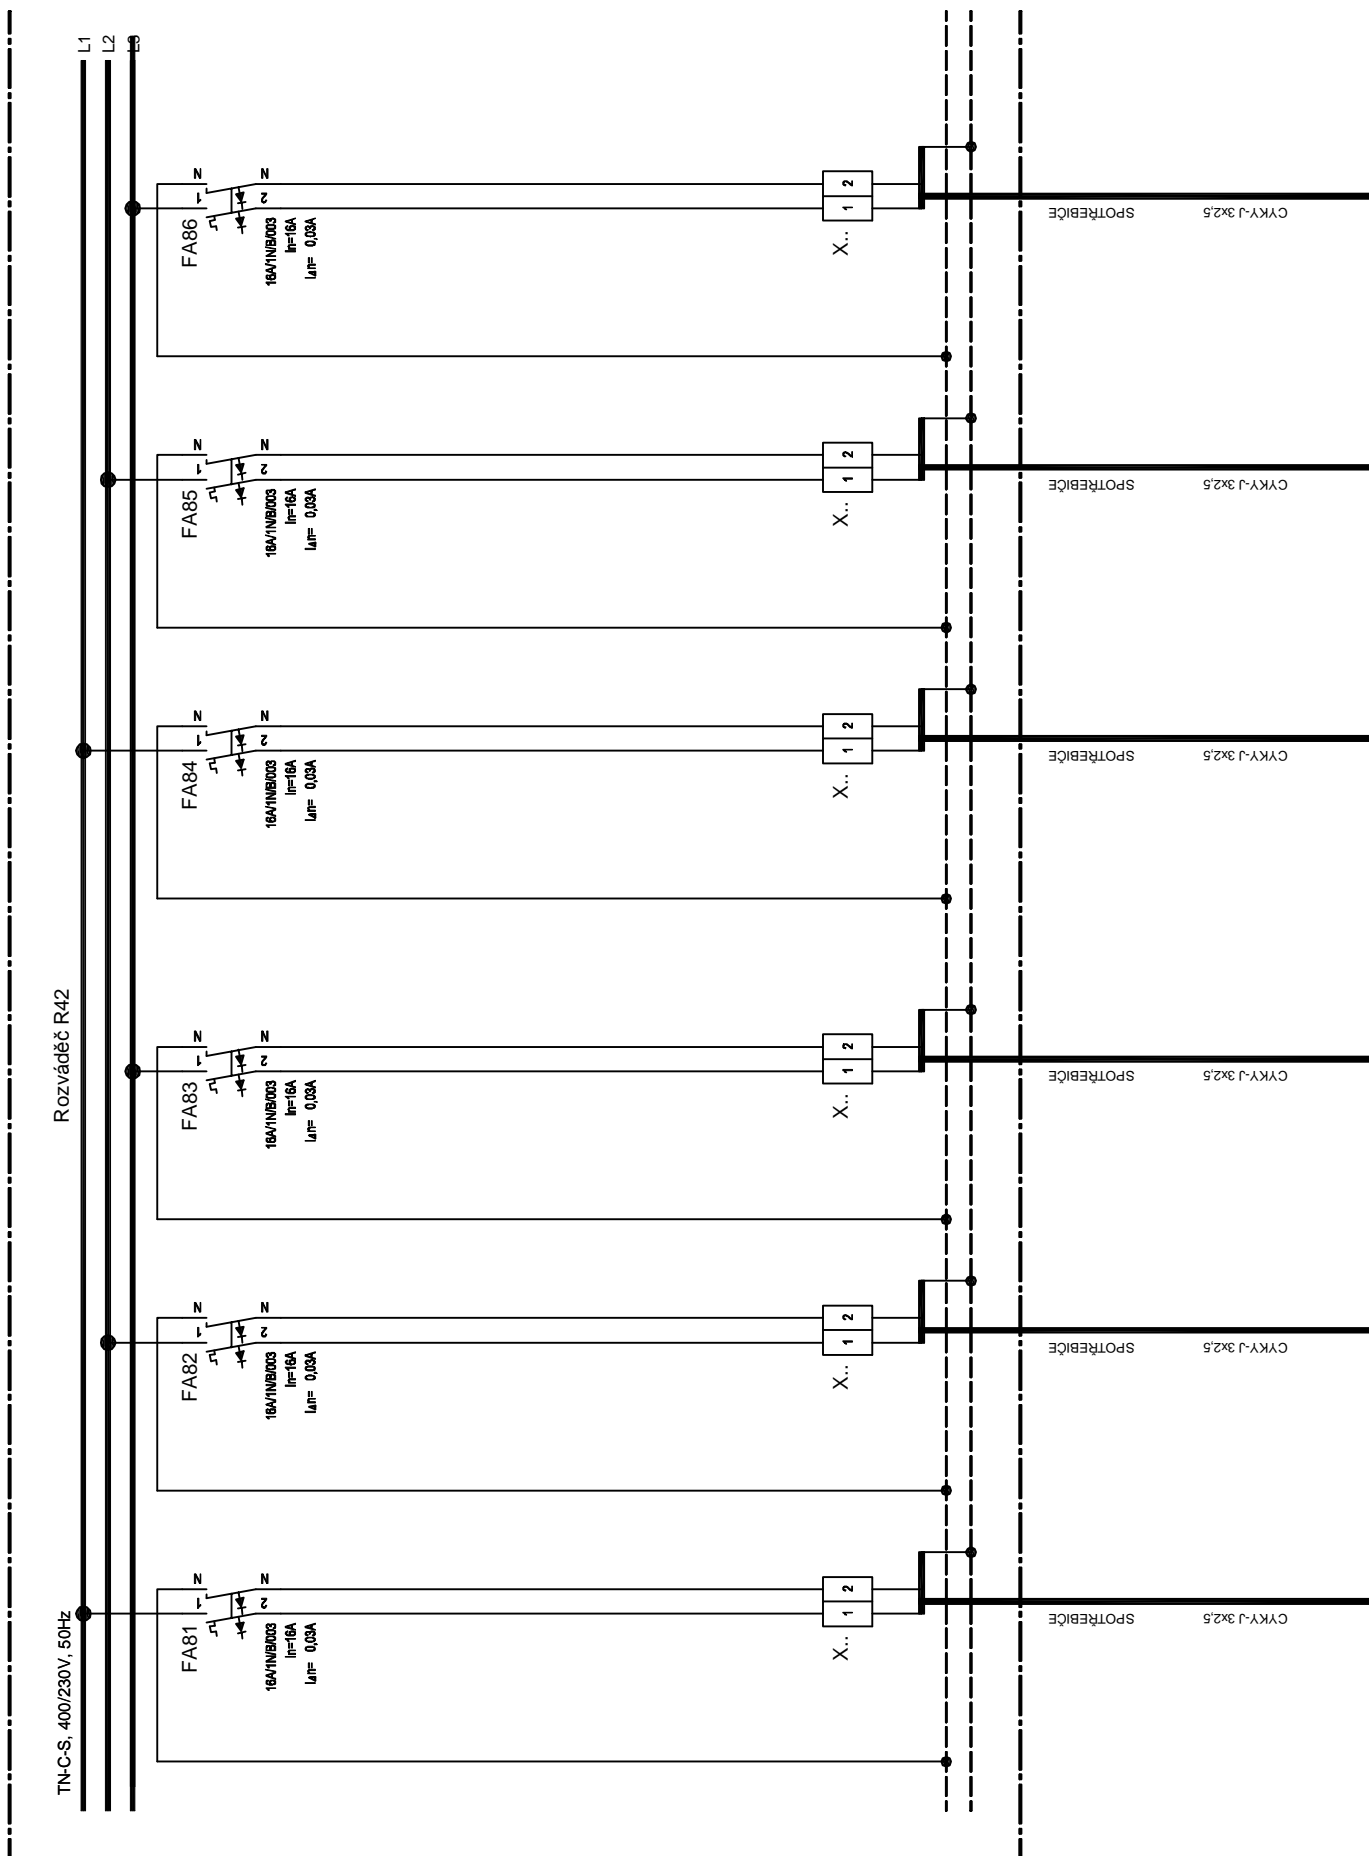 Rozváděč R42
TN-C-S, 400/230V, 50Hz
L1
L2
L3
FA81
1
N
2
N
16A/1N/B/003
In=16A
IΔn= 0,03A
X..
1
2
SPOTŘEBIČE
CYKY-J 3x2,5
FA82
1
N
2
N
16A/1N/B/003
In=16A
IΔn= 0,03A
X..
1
2
SPOTŘEBIČE
CYKY-J 3x2,5
FA83
1
N
2
N
16A/1N/B/003
In=16A
IΔn= 0,03A
X..
1
2
SPOTŘEBIČE
CYKY-J 3x2,5
FA84
1
N
2
N
16A/1N/B/003
In=16A
IΔn= 0,03A
X..
1
2
SPOTŘEBIČE
CYKY-J 3x2,5
FA85
1
N
2
N
16A/1N/B/003
In=16A
IΔn= 0,03A
X..
1
2
SPOTŘEBIČE
CYKY-J 3x2,5
FA86
1
N
2
N
16A/1N/B/003
In=16A
IΔn= 0,03A
X..
1
2
SPOTŘEBIČE
CYKY-J 3x2,5